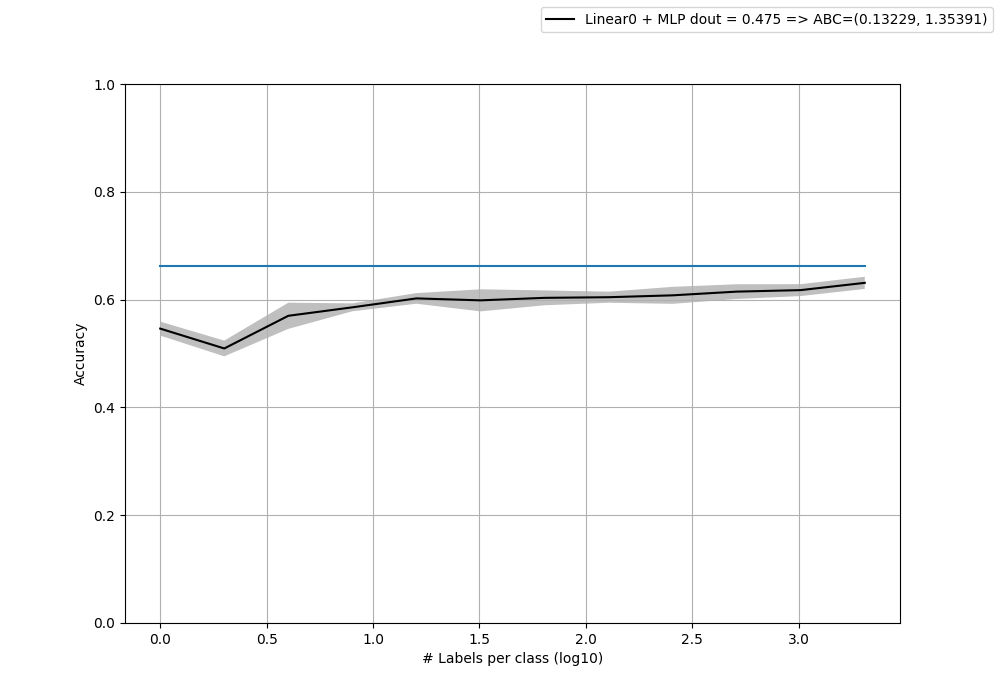 Linear0 + MLP dout = 0.475 => ABC=(0.13229, 1.35391)
1.0
0.8
0.6
0.4
0.2
0.0
Accuracy
0.0 0.5 1.0 1.5 2.0 2.5 3.0
# Labels per class (log10)